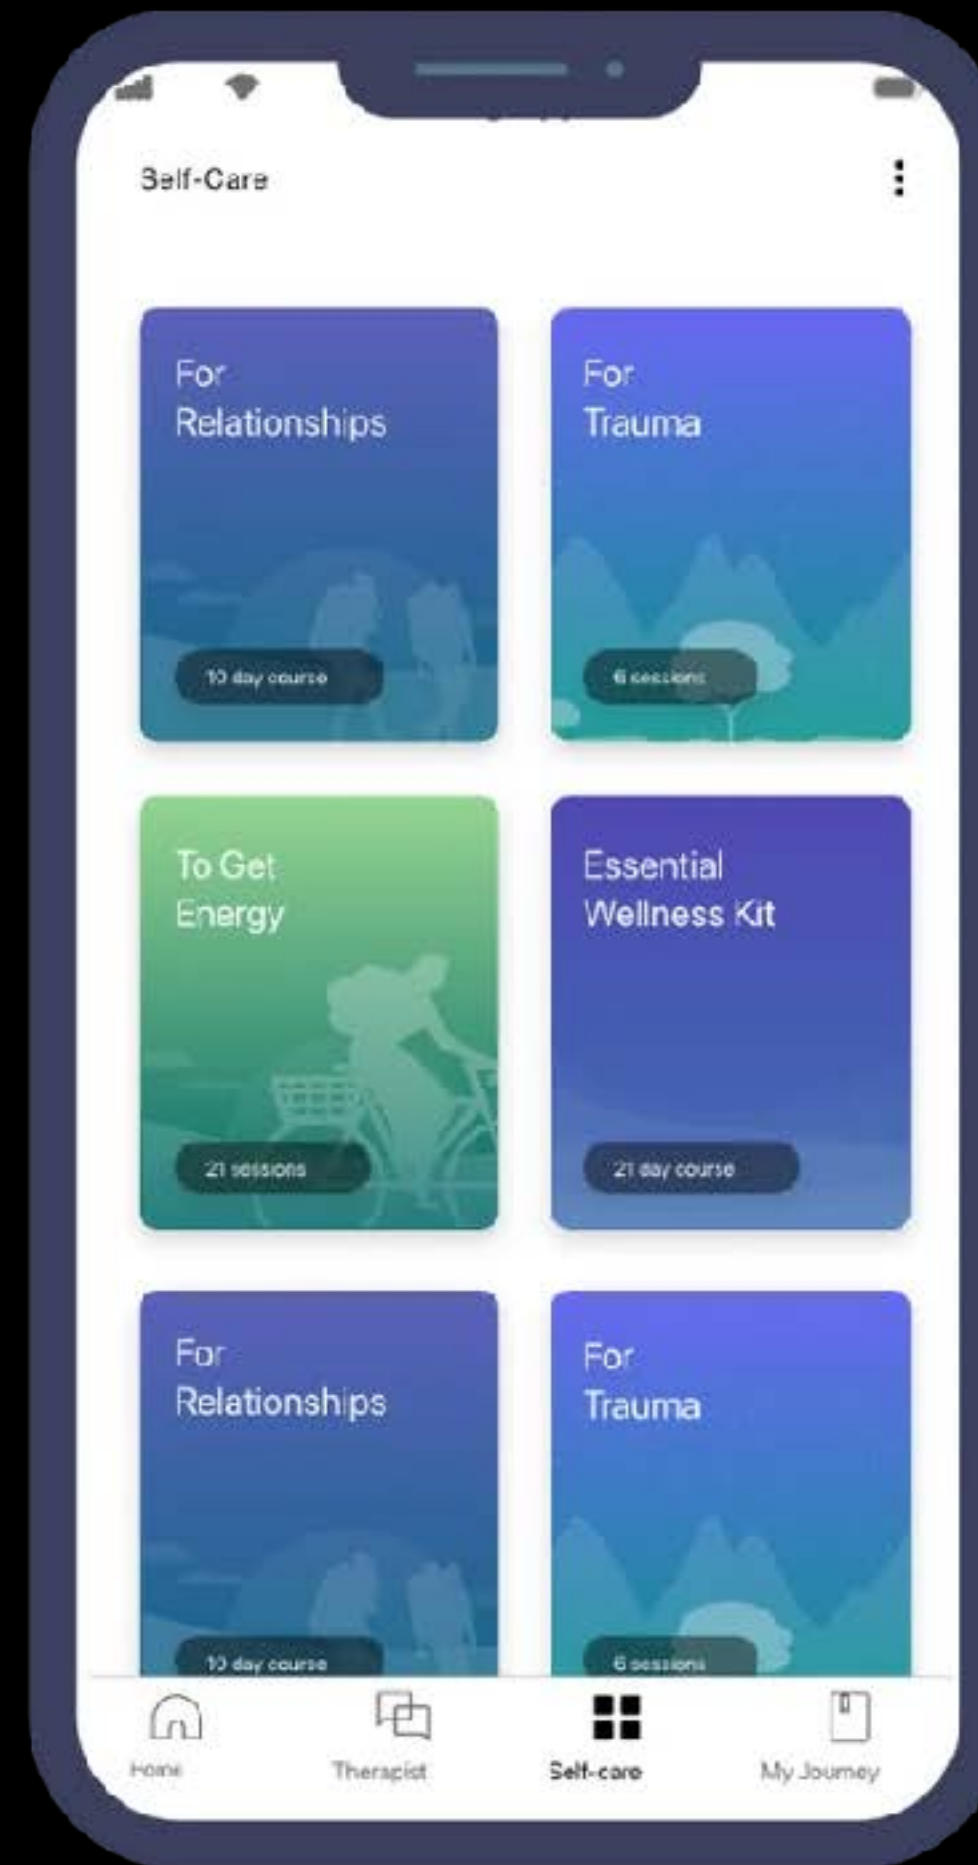 Self-Care
For
Relationships
10 day course
For
Trauma
6 sessions
To Get
Energy
21 sessions
Essential
Wellness Kit
21 day course
For
Relationships
10 day course
For
Trauma
6 sessions
Home
Therapist
Self-care
My Journey